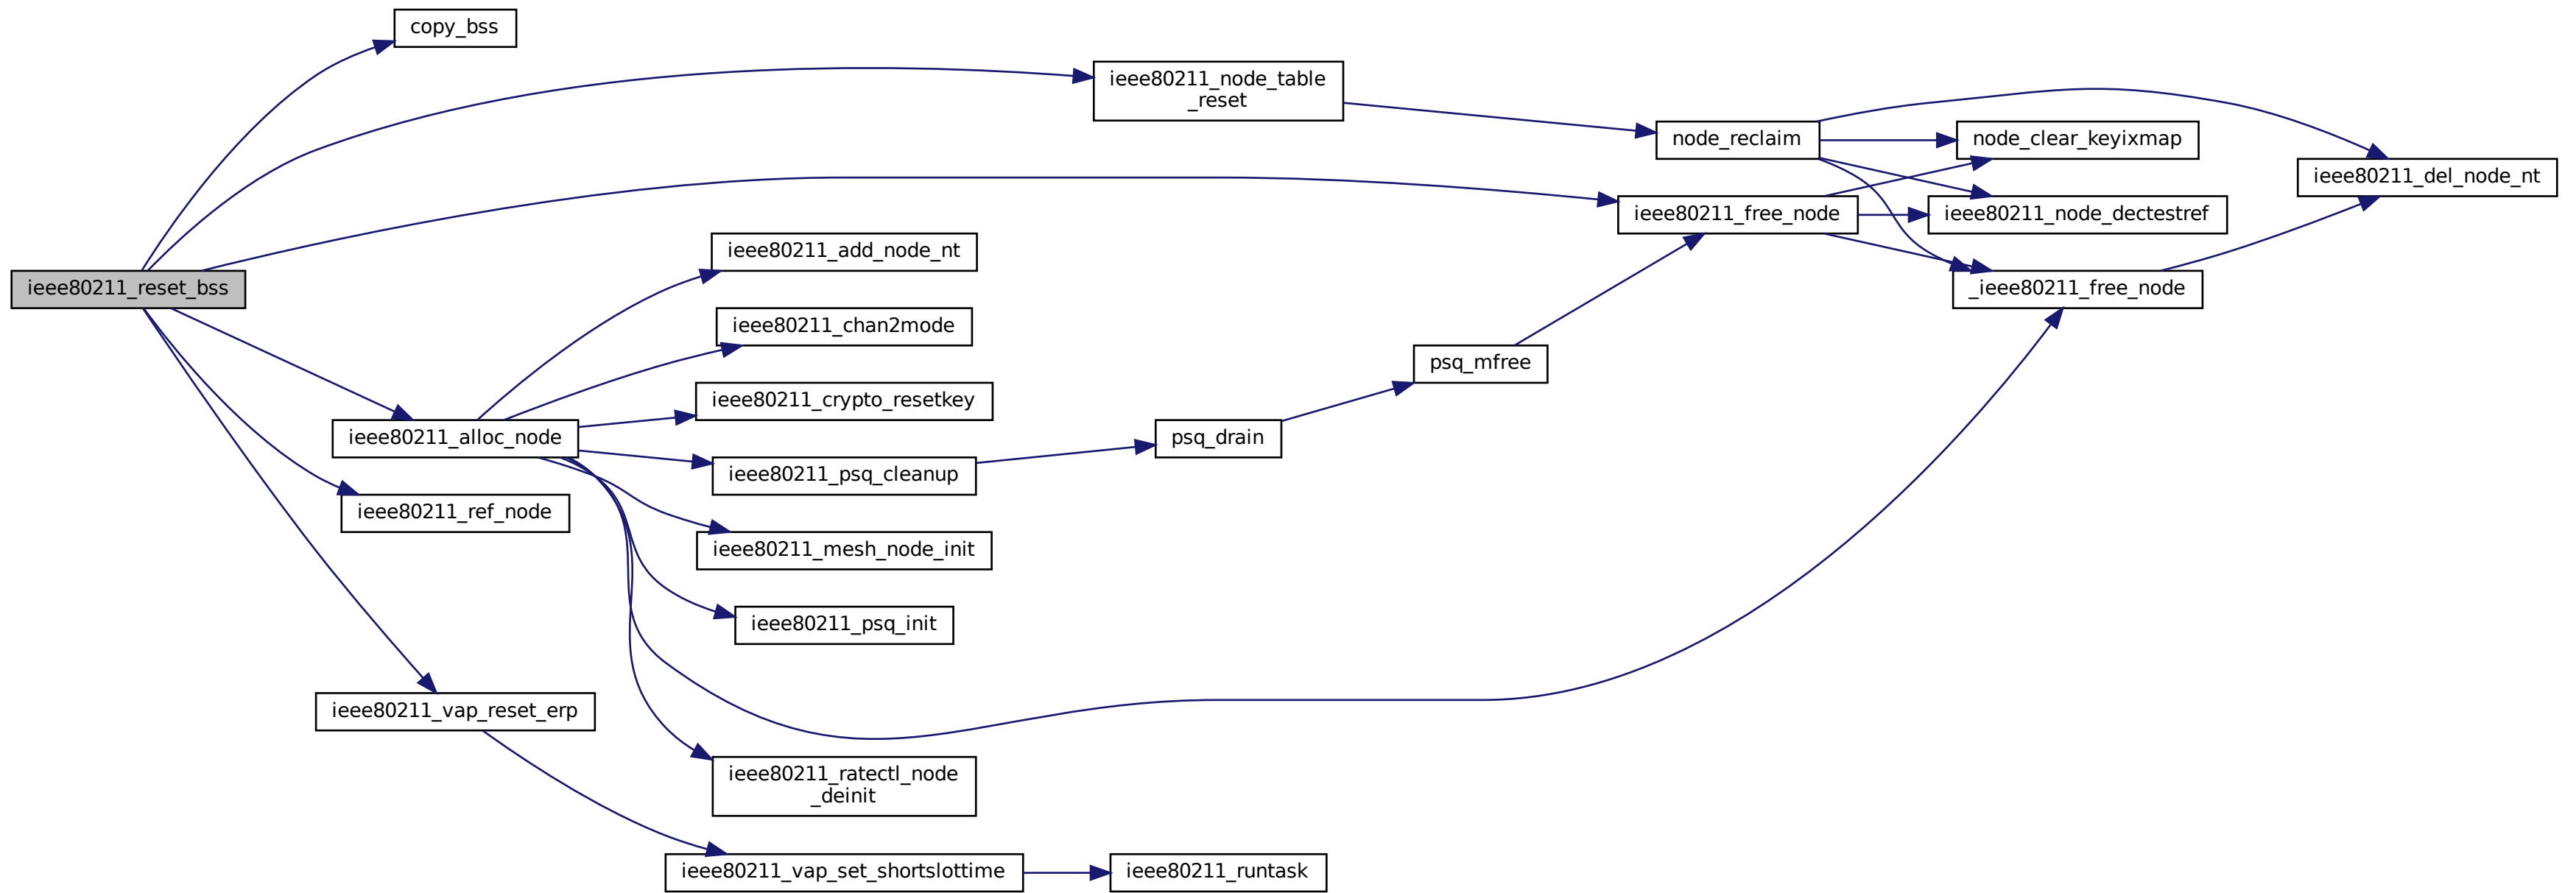 copy_bss
ieee80211_node_table
_reset
node_reclaim
node_clear_keyixmap
ieee80211_del_node_nt
ieee80211_free_node
ieee80211_node_dectestref
ieee80211_add_node_nt
ieee80211_reset_bss
_ieee80211_free_node
ieee80211_chan2mode
psq_mfree
ieee80211_crypto_resetkey
ieee80211_alloc_node
psq_drain
ieee80211_psq_cleanup
ieee80211_ref_node
ieee80211_mesh_node_init
ieee80211_psq_init
ieee80211_vap_reset_erp
ieee80211_ratectl_node
_deinit
ieee80211_vap_set_shortslottime
ieee80211_runtask